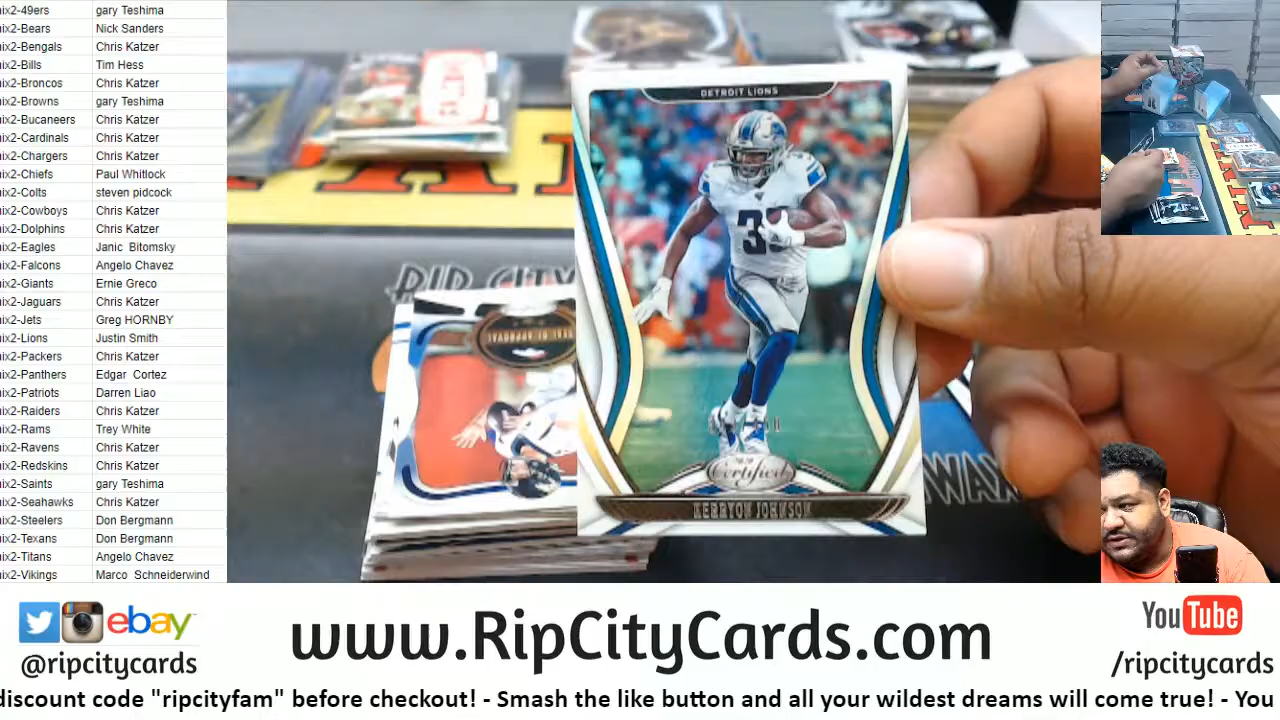 ix2-49ers gary Teshima
ix2-Bears Nick Sanders
ix2-Bengals Chris Katzer
ix2-Bills Tim Hess
ix2-Broncos Chris Katzer
ix2-Browns gary Teshima
ix2-Bucaneers Chris Katzer
ix2-Cardinals Chris Katzer
ix2-Chargers Chris Katzer
ix2-Chiefs Paul Whitlock
ix2-Colts steven pidcock
ix2-Cowboys Chris Katzer
ix2-Dolphins Chris Katzer
ix2-Eagles Janic Bitomsky
ix2-Falcons Angelo Chavez
ix2-Giants Ernie Greco
ix2-Jaguars Chris Katzer
ix2-Jets Greg HORNBY
ix2-Lions Justin Smith
ix2-Packers Chris Katzer
ix2-Panthers Edgar Cortez
ix2-Patriots Darren Liao
ix2-Raiders Chris Katzer
ix2-Rams Trey White
ix2-Ravens Chris Katzer
ix2-Redskins Chris Katzer
ix2-Saints gary Teshima
ix2-Seahawks Chris Katzer
ix2-Steelers Don Bergmann
ix2-Texans Don Bergmann
ix2-Titans Angelo Chavez
ix2-Vikings Marco Schneiderwind
DETROIT LIONS
RIP CITY
Certified
KERRYON JOHNSON
WAX
ebay
@ripcitycards
www.RipCityCards.com
YouTube
/ripcitycards
discount code "ripcityfam" before checkout! - Smash the like button and all your wildest dreams will come true! - You